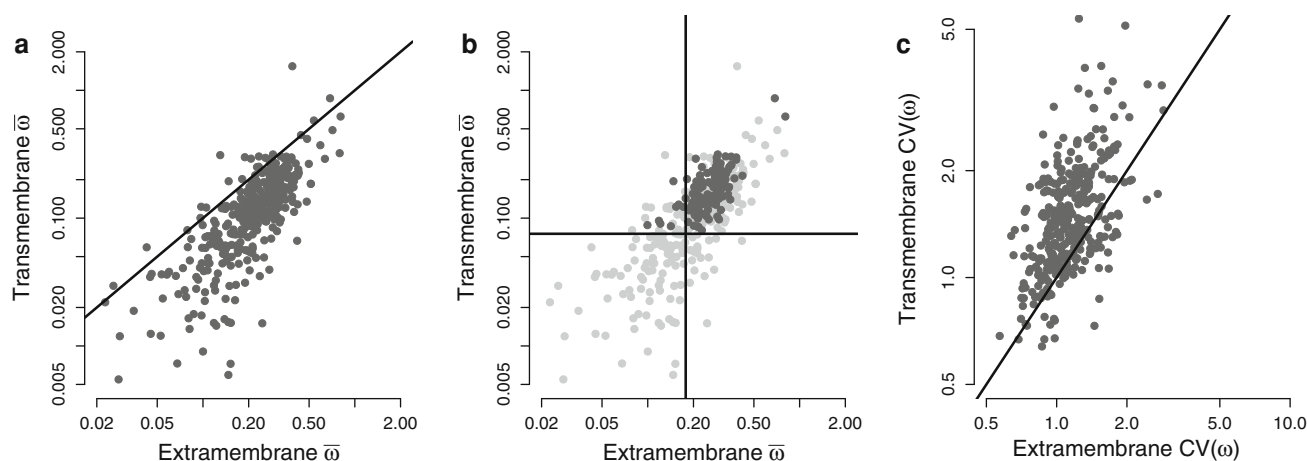 a
Transmembrane ω̅
2.000
0.500
0.100
0.020
0.005
0.02 0.05 0.20 0.50 2.00
Extramembrane ω̅
b
Transmembrane ω̅
2.000
0.500
0.100
0.020
0.005
0.02 0.05 0.20 0.50 2.00
Extramembrane ω̅
c
Transmembrane CV(ω)
5.0
2.0
1.0
0.5
0.5 1.0 2.0 5.0 10.0
Extramembrane CV(ω)